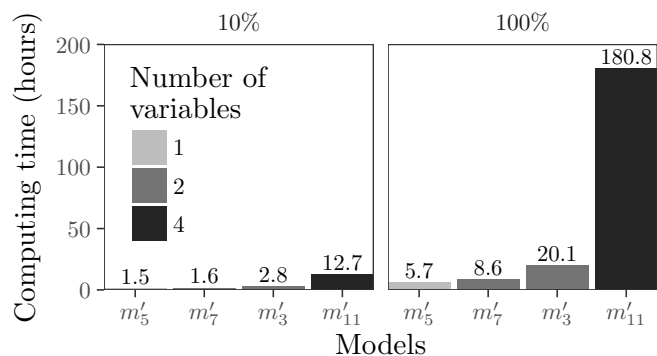 10% 100%
Computing time (hours)
200
150
100
50
0
Number of
variables
1
2
4
1.5 1.6 2.8 12.7
5.7 8.6 20.1 180.8
m′5 m′7 m′3 m′11 m′5 m′7 m′3 m′11
Models